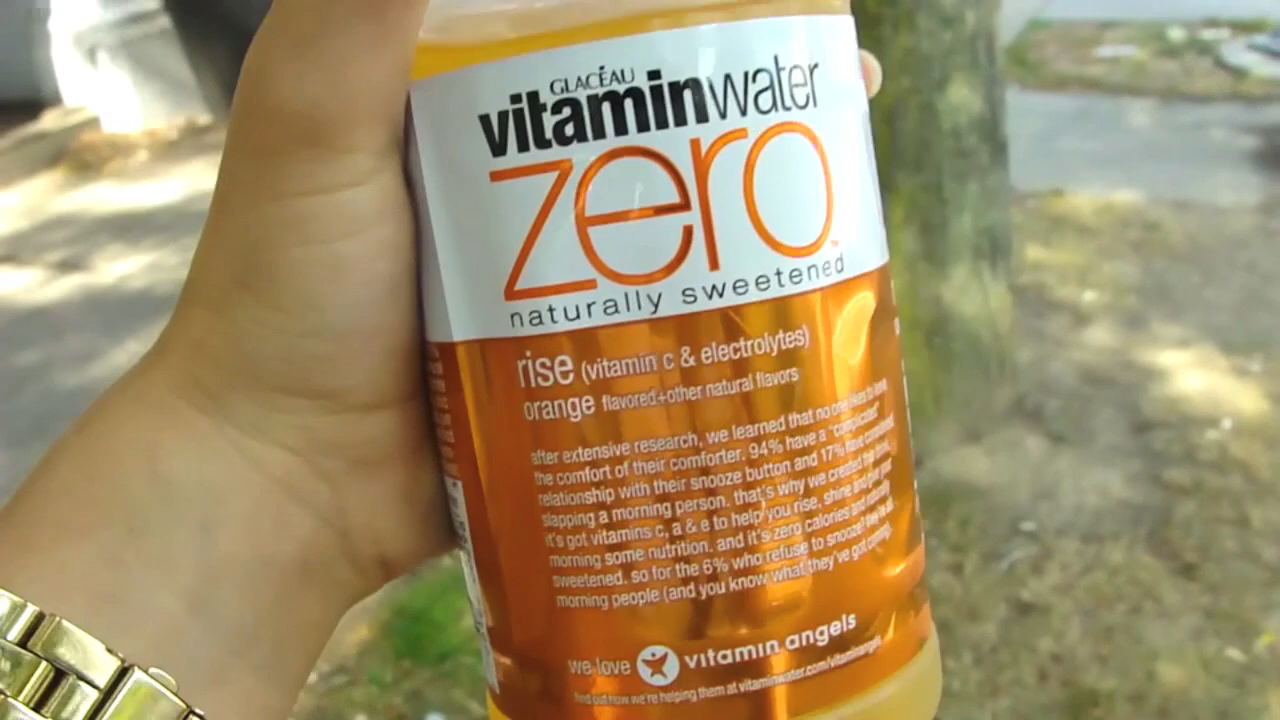 GLACÉAU
vitaminwater
zero™
naturally sweetened
rise (vitamin c & electrolytes)
orange flavored+other natural flavors
after extensive research, we learned that no one likes to leave
the comfort of their comforter. 94% have a "complicated"
relationship with their snooze button and 17% have considered
slapping a morning person. that's why we created this drink.
it's got vitamins c, a & e to help you rise, shine and get your
morning some nutrition. and it's zero calories and naturally
sweetened. so for the 6% who refuse to snooze? they're all
morning people (and you know what they've got coming).
we love vitamin angels
find out how we're helping them at vitaminwater.com/vitaminangels